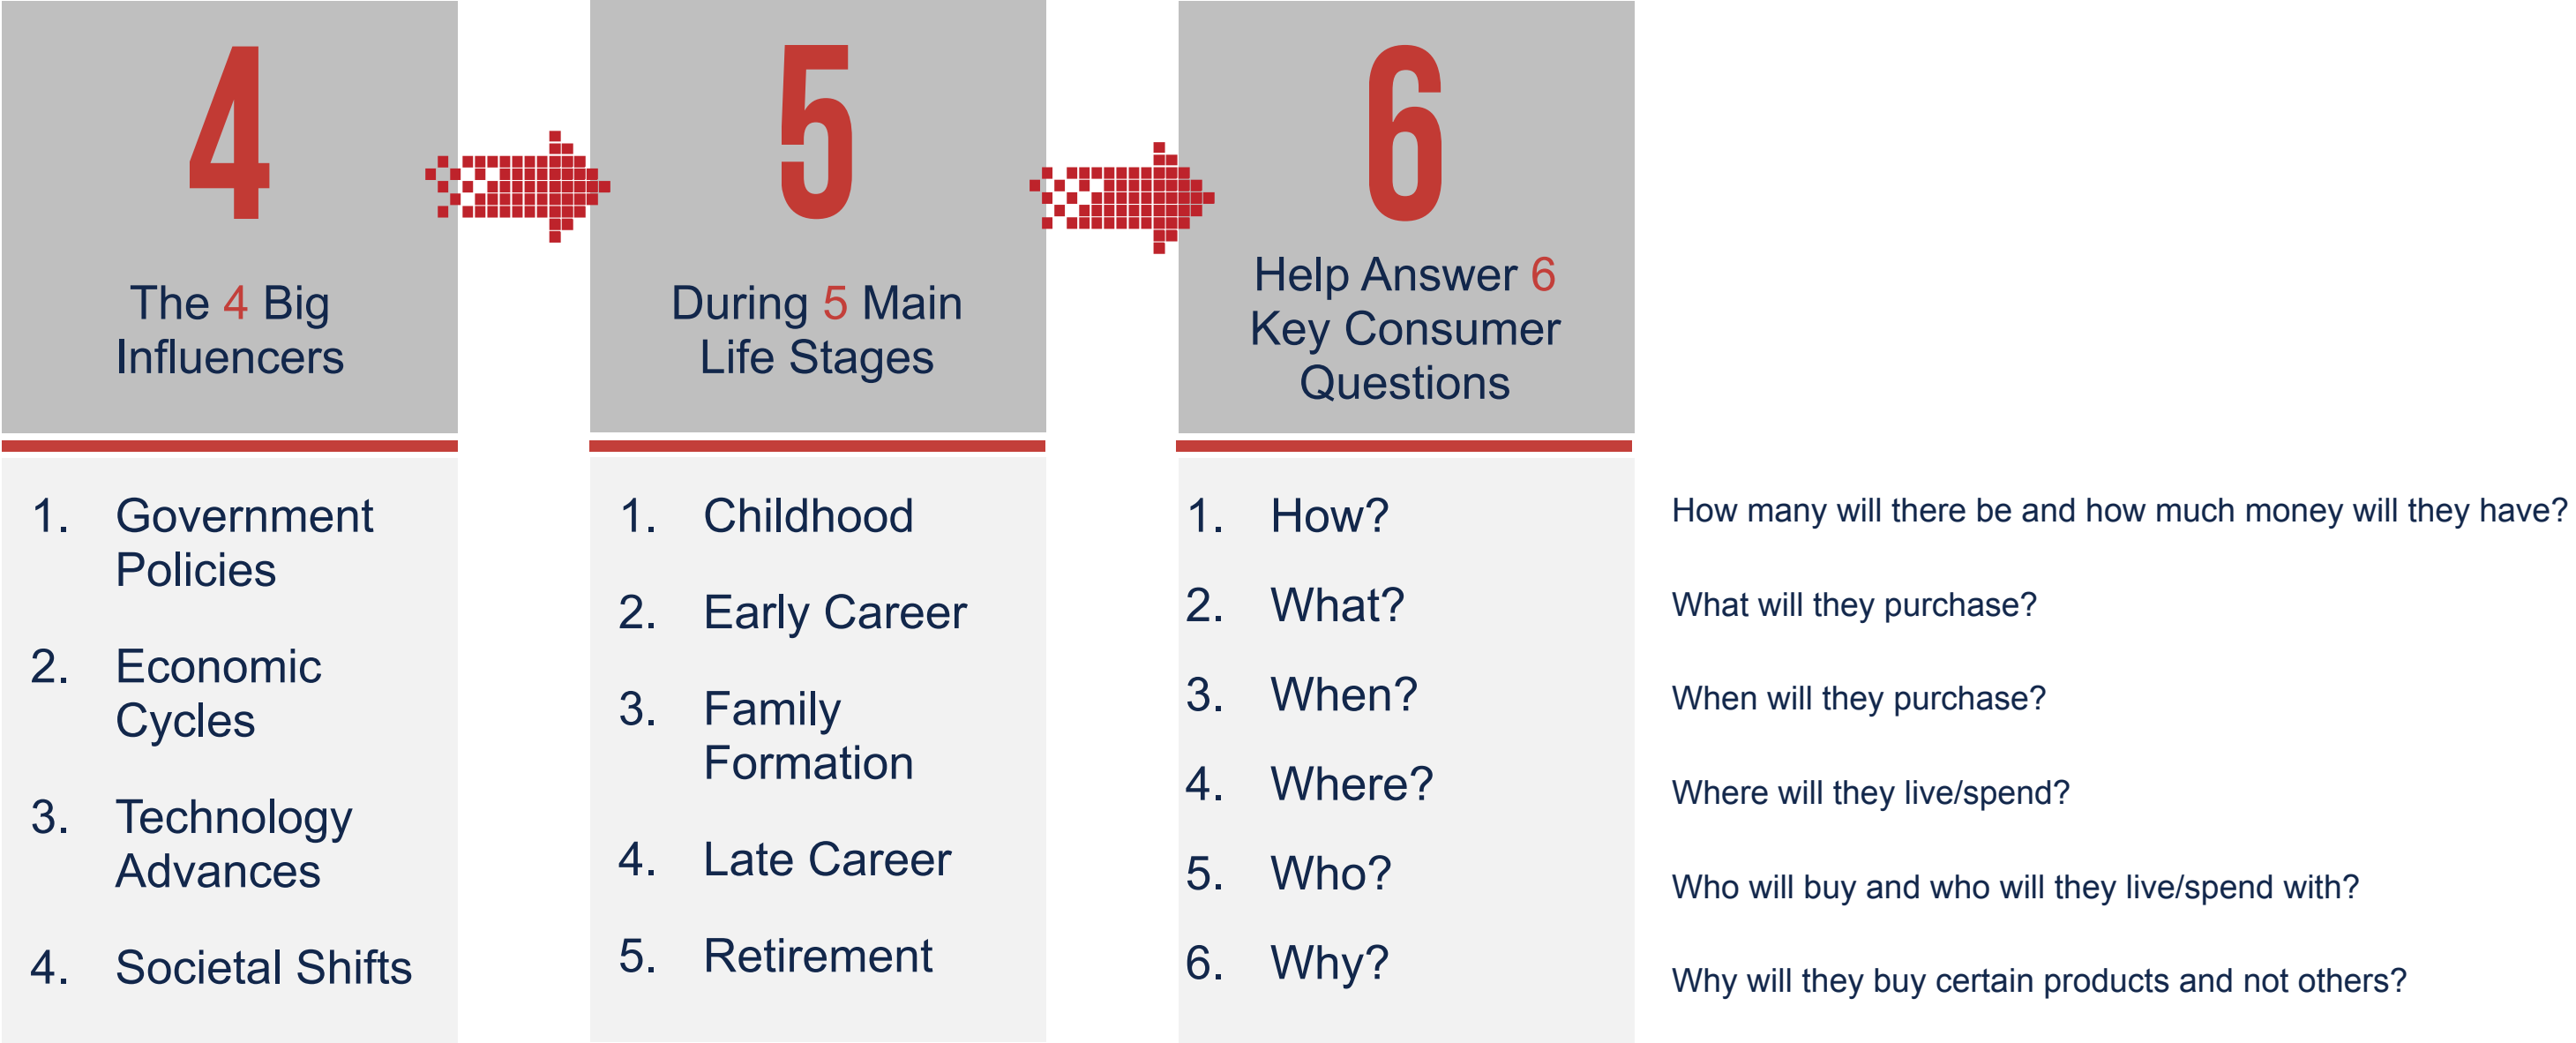 4
The 4 Big
Influencers
1. Government
Policies
2. Economic
Cycles
3. Technology
Advances
4. Societal Shifts
5
During 5 Main
Life Stages
1. Childhood
2. Early Career
3. Family
Formation
4. Late Career
5. Retirement
6
Help Answer 6
Key Consumer
Questions
1. How?
2. What?
3. When?
4. Where?
5. Who?
6. Why?
How many will there be and how much money will they have?
What will they purchase?
When will they purchase?
Where will they live/spend?
Who will buy and who will they live/spend with?
Why will they buy certain products and not others?